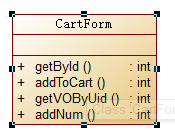 CartForm
+ getById () : int
+ addToCart () : int
+ getVOByUid () : int
+ addNum () : int